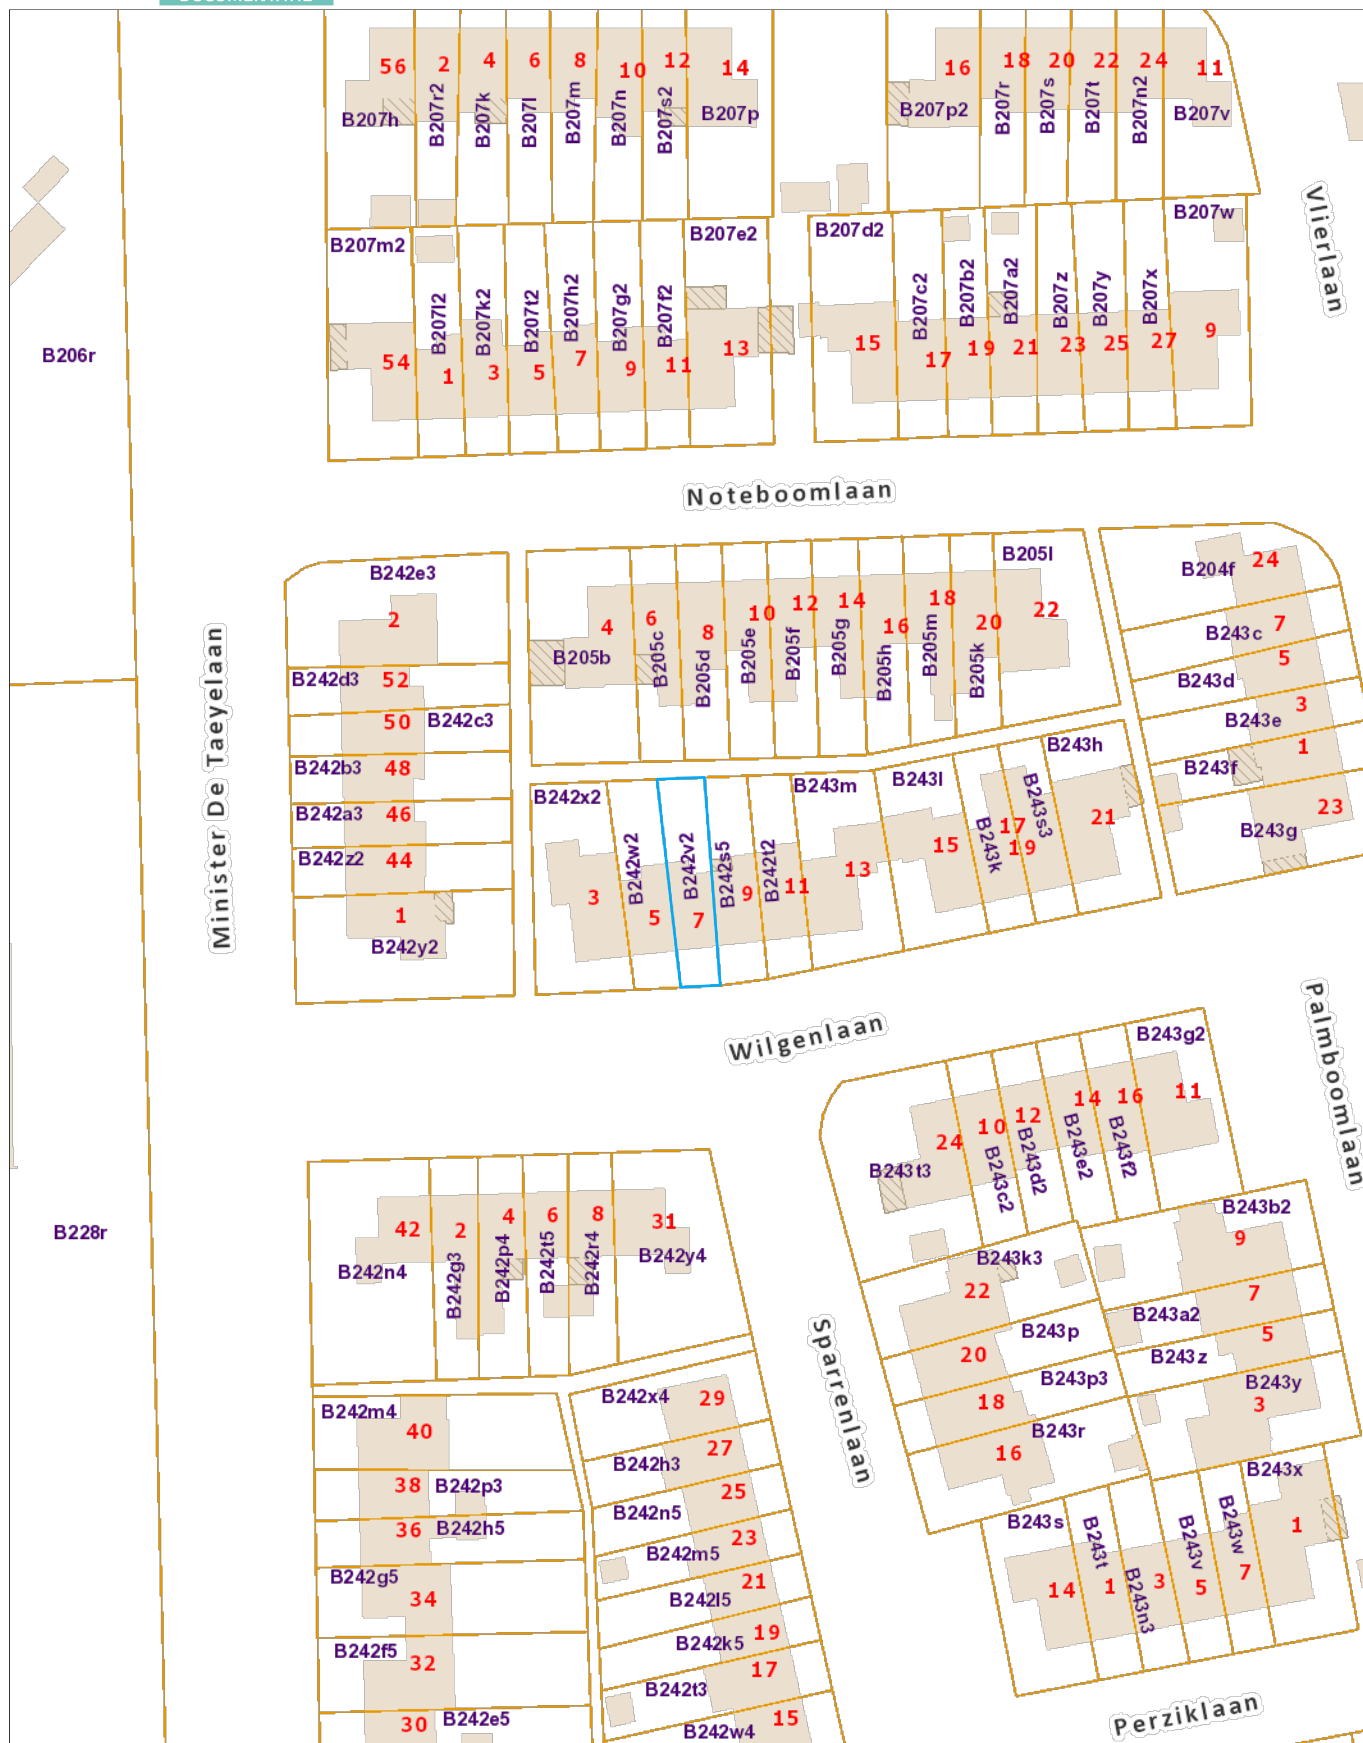 56 2 4 6 8 10 12 14 16 18 20 22 24 11
B207h B207r2 B207k B207l B207m B207n B207s2 B207p B207p2 B207r B207s B207t B207n2 B207v
Vlierlaan
B207m2 B207e2 B207d2 B207w
B207l2 B207k2 B207t2 B207h2 B207g2 B207f2 B207c2 B207b2 B207a2 B207z B207y B207x
B206r
54 1 3 5 7 9 11 13 15 17 19 21 23 25 27 9
Noteboomlaan
B242e3
2
B205l
B204f 24
4 6 8 10 12 14 16 18 20 22
B205b B205c B205d B205e B205f B205g B205h B205m B205k
B243c 7
B243d 5
B243e 3
B243f 1
B243g 23
Minister De Taeyelaan
B242d3 52
50 B242c3
B242b3 48
B242a3 46
B242z2 44
1
B242y2
B242x2 B242w2 B242v2 B242s5 B242t2 B243m B243l B243k B243s3 B243h
3 5 7 9 11 13 15 17 19 21
Wilgenlaan
Palmboomlaan
B243g2
24 10 12 14 16 11
B243t3 B243c2 B243d2 B243e2 B243f2
B228r
42 2 4 6 8 31
B242n4 B242g3 B242p4 B242t5 B242r4 B242y4
B243b2
9
B243k3
22
7
B243a2
B243p
20
5
B243z
B243p3
18
B243y
3
B243r
16
Sparrenlaan
B242m4
40
38 B242p3
36 B242h5
B242g5
34
B242f5
32
30 B242e5
B242x4 29
27
B242h3
25
B242n5
23
B242m5
21
B242l5
19
B242k5
17
B242t3
15
B242w4
B243s B243t B243n3 B243v B243w B243x
14 1 3 5 7 1
Perziklaan